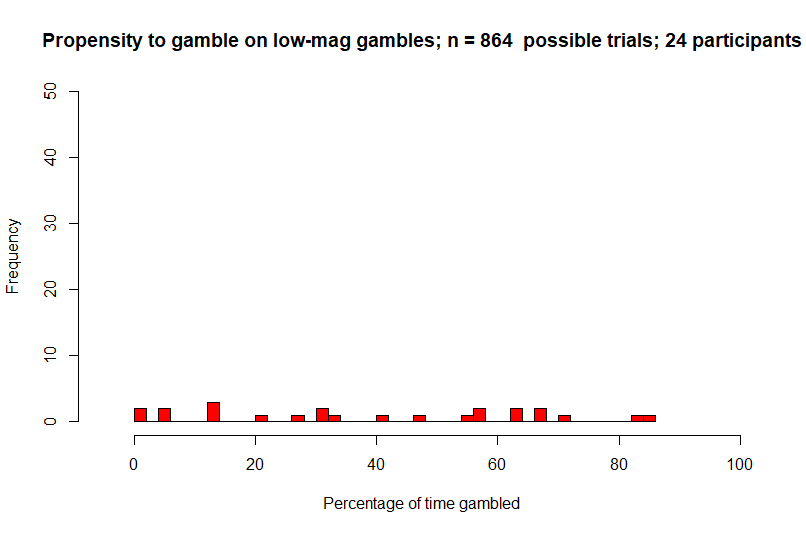 Propensity to gamble on low-mag gambles; n = 864  possible trials; 24 participants
50
40
30
20
10
0
Frequency
0 20 40 60 80 100
Percentage of time gambled